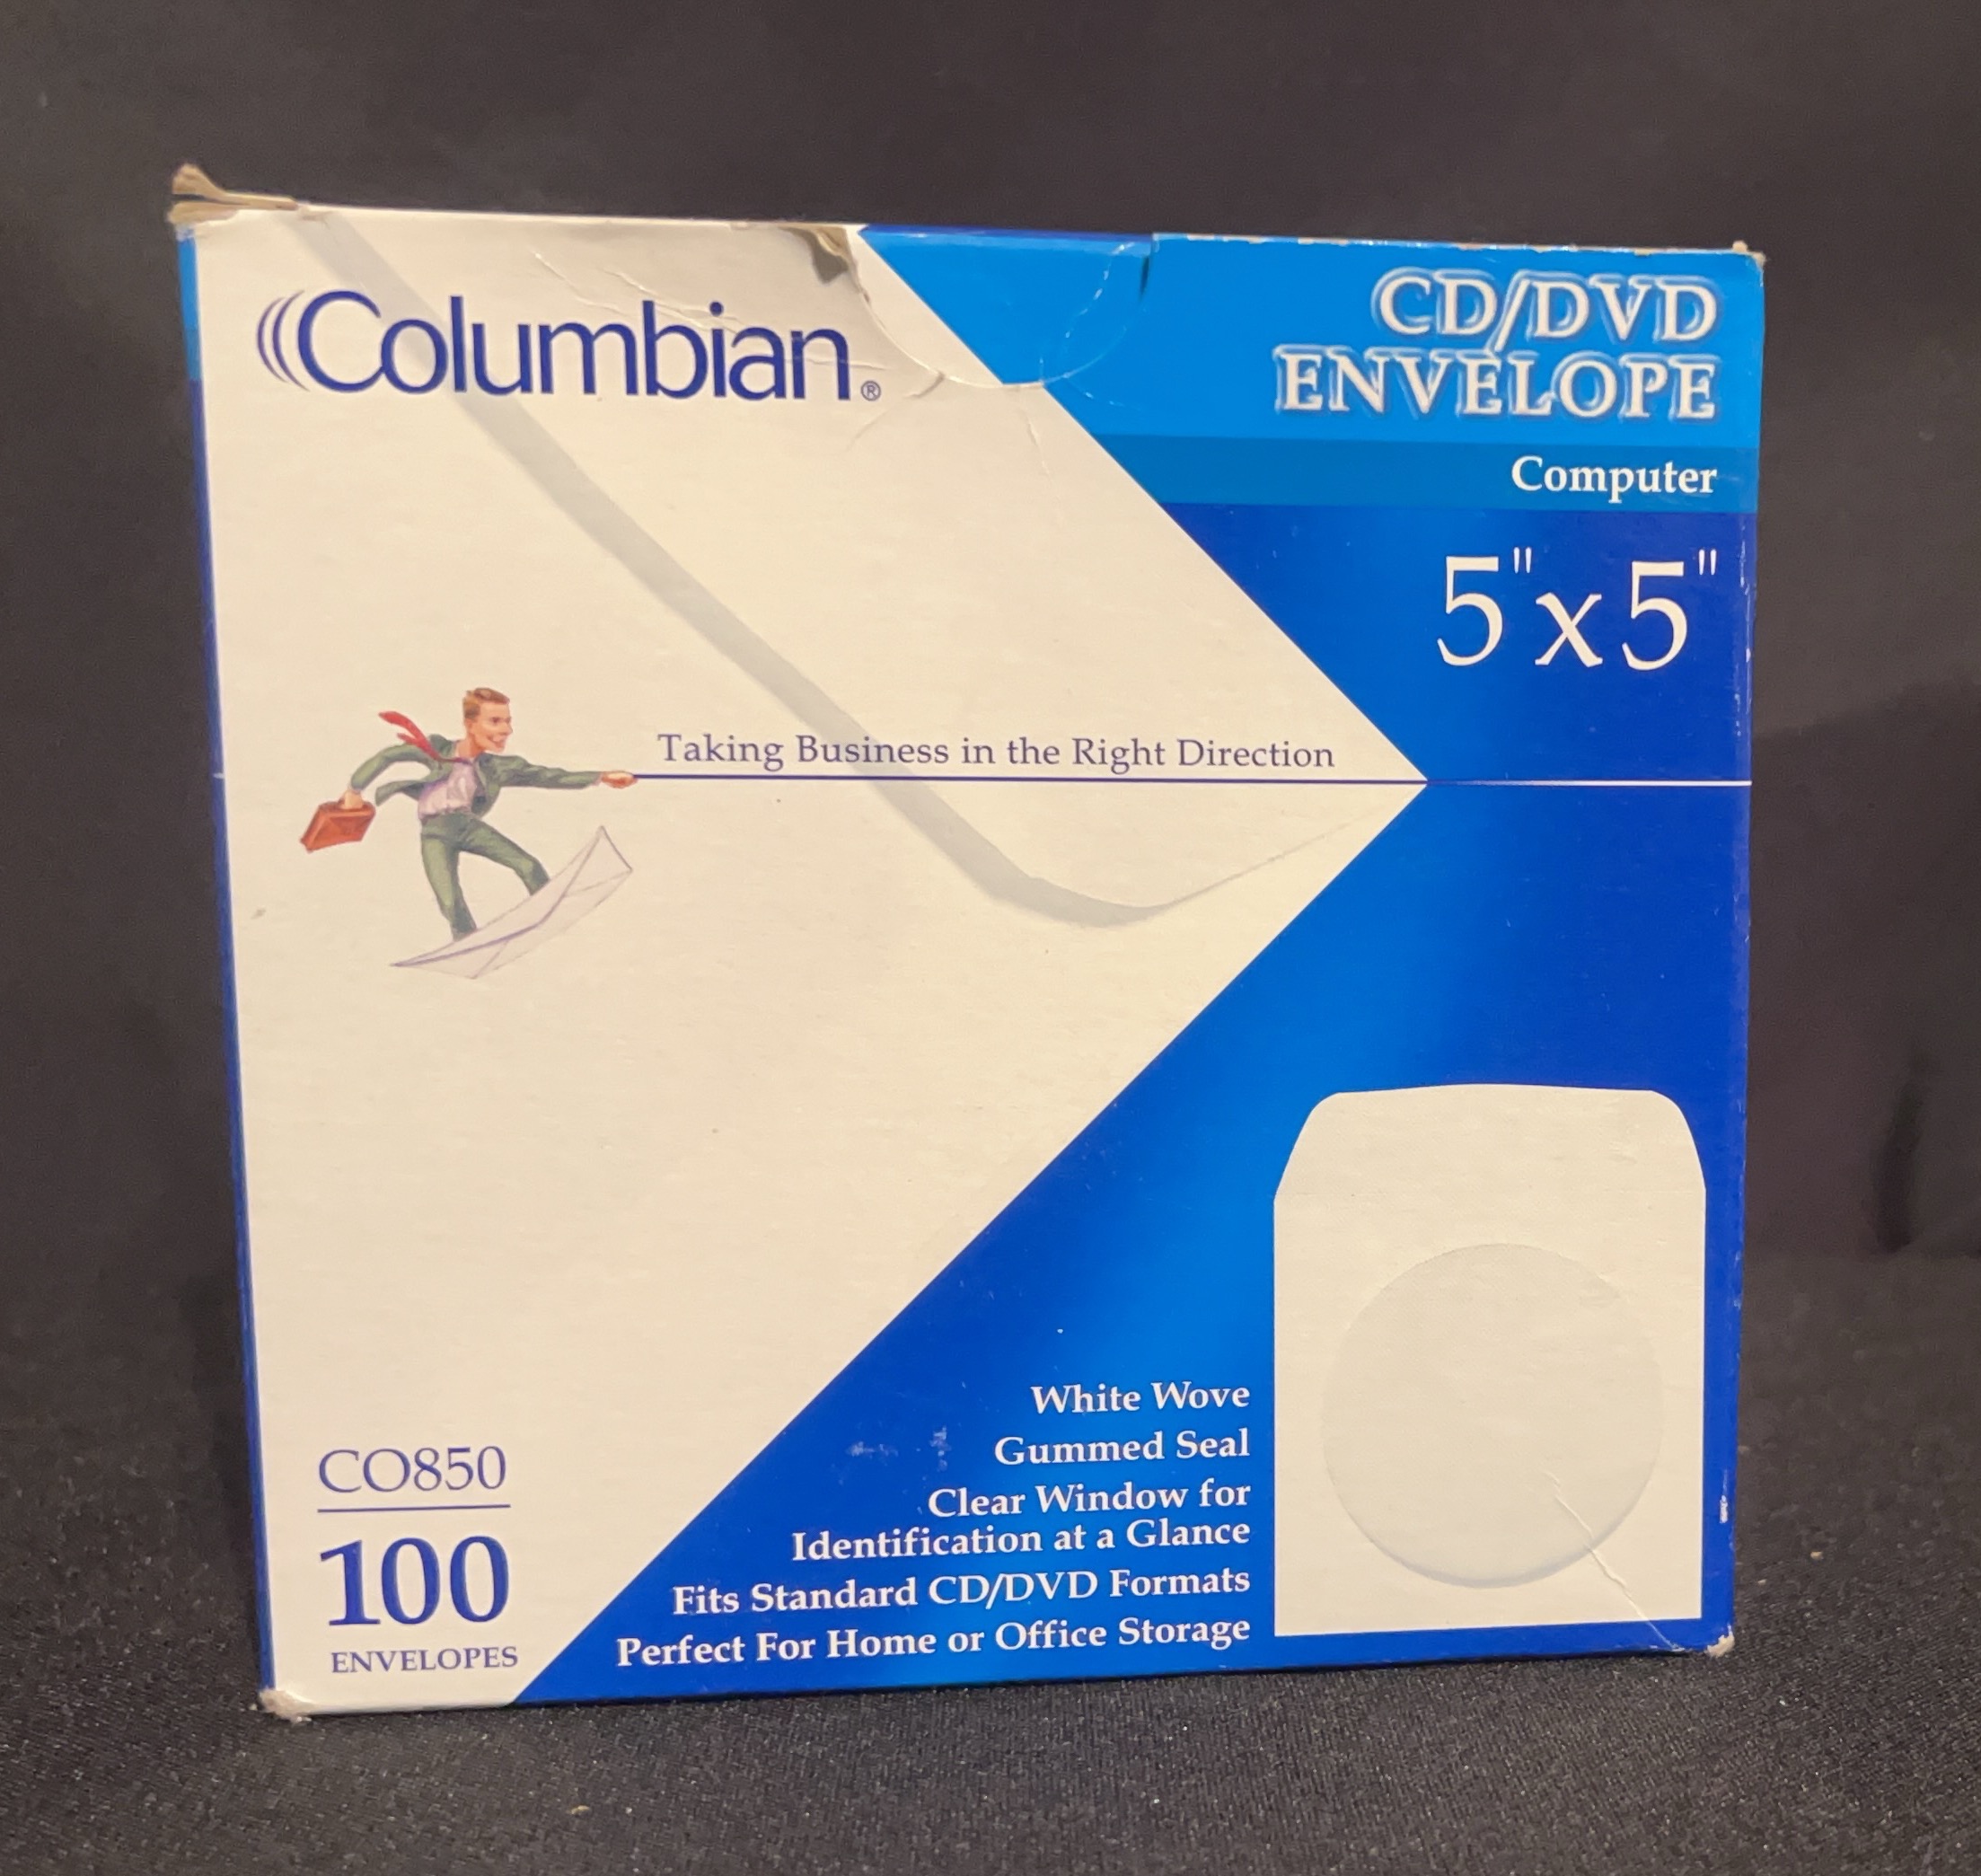 Columbian®
CD/DVD
ENVELOPE
Computer
5"x5"
Taking Business in the Right Direction
CO850
100
ENVELOPES
White Wove
Gummed Seal
Clear Window for
Identification at a Glance
Fits Standard CD/DVD Formats
Perfect For Home or Office Storage